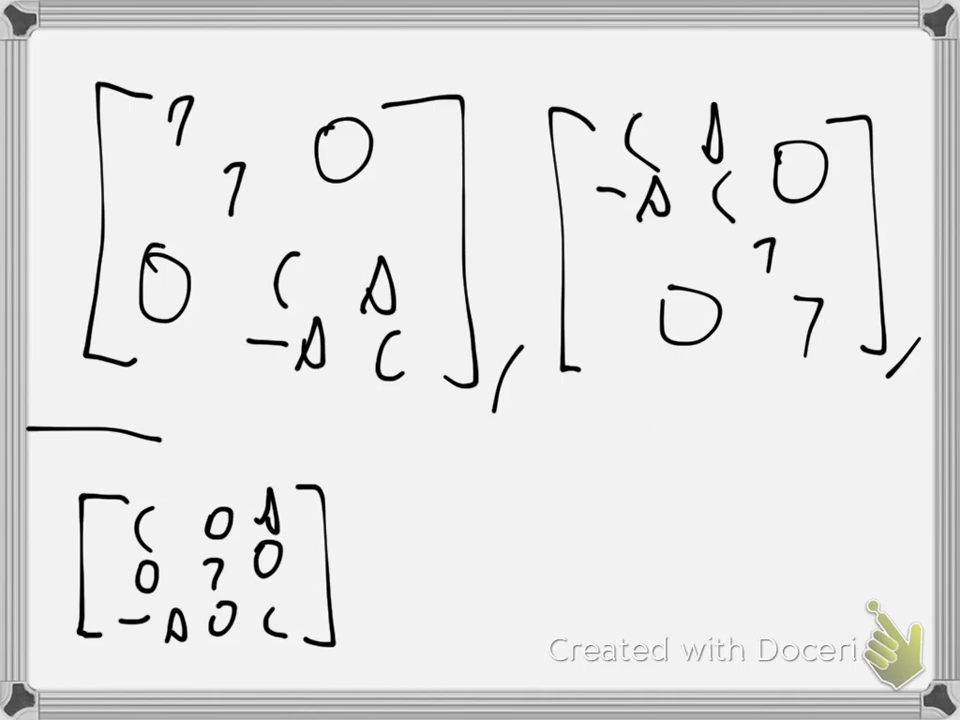 [ 1 0 ] , [ c s 0 ] ,
1 -s c
0 c s 1
-s c 0 1
[ c 0 s ]
0 1 0
-s 0 c
Created with Doceri